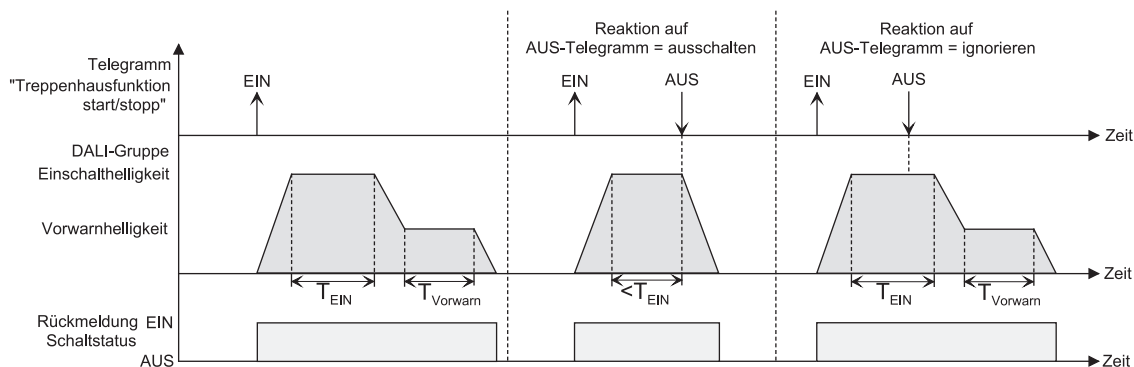 Reaktion auf
AUS-Telegramm = ausschalten
Reaktion auf
AUS-Telegramm = ignorieren
Telegramm
"Treppenhausfunktion
start/stopp"
EIN
EIN
AUS
EIN
AUS
Zeit
DALI-Gruppe
Einschalthelligkeit
Vorwarnhelligkeit
Zeit
TEIN
TVorwarn
<TEIN
TEIN
TVorwarn
Rückmeldung EIN
Schaltstatus
AUS
Zeit